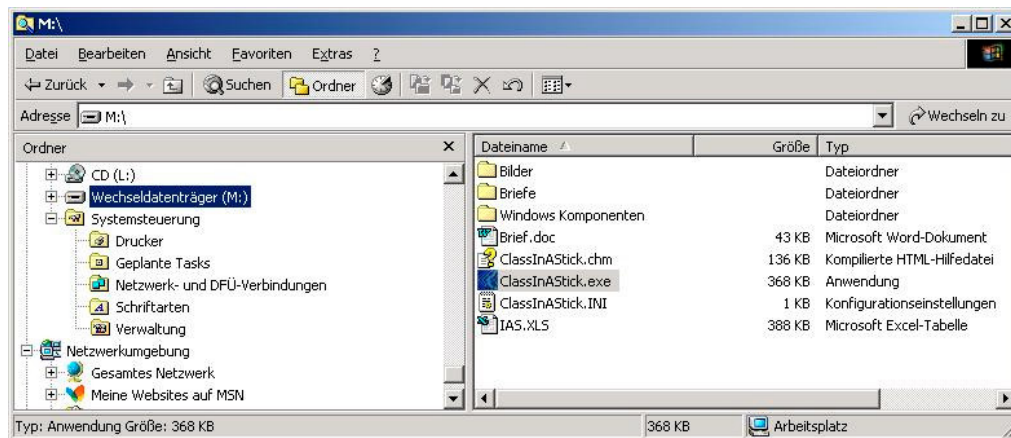 M:\
Datei Bearbeiten Ansicht Favoriten Extras ?
Zurück Suchen Ordner
Adresse M:\ Wechseln zu
Ordner
CD (L:)
Wechseldatenträger (M:)
Systemsteuerung
Drucker
Geplante Tasks
Netzwerk- und DFÜ-Verbindungen
Schriftarten
Verwaltung
Netzwerkumgebung
Gesamtes Netzwerk
Meine Websites auf MSN
Dateiname Größe Typ
Bilder Dateiordner
Briefe Dateiordner
Windows Komponenten Dateiordner
Brief.doc 43 KB Microsoft Word-Dokument
ClassInAStick.chm 136 KB Kompilierte HTML-Hilfedatei
ClassInAStick.exe 368 KB Anwendung
ClassInAStick.INI 1 KB Konfigurationseinstellungen
IAS.XLS 388 KB Microsoft Excel-Tabelle
Typ: Anwendung Größe: 368 KB 368 KB Arbeitsplatz